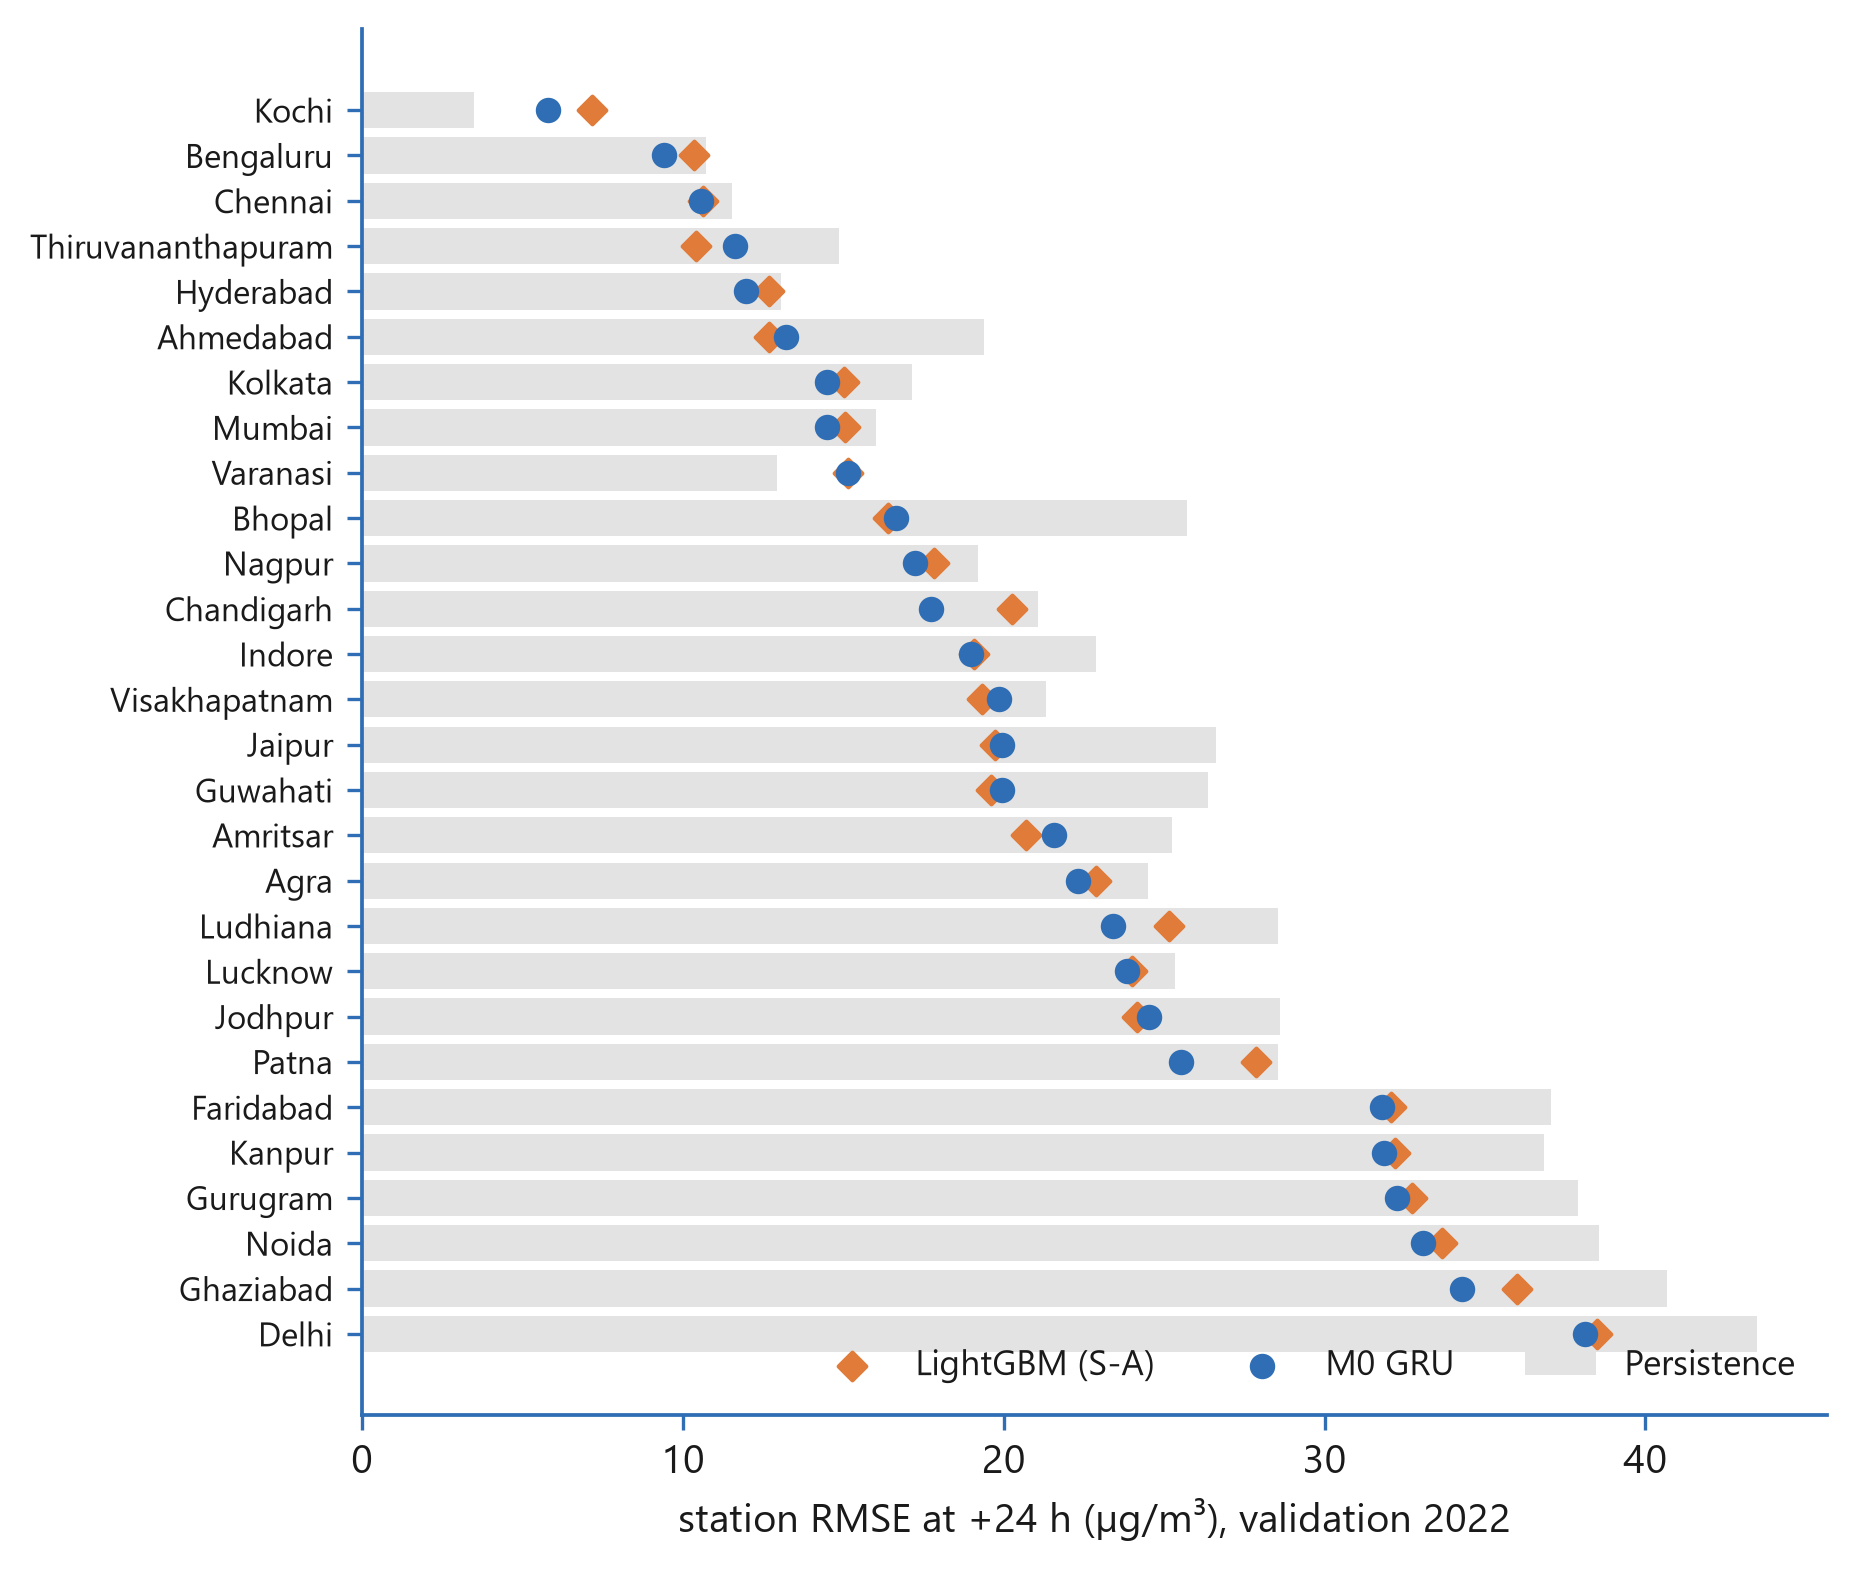 Kochi
Bengaluru
Chennai
Thiruvananthapuram
Hyderabad
Ahmedabad
Kolkata
Mumbai
Varanasi
Bhopal
Nagpur
Chandigarh
Indore
Visakhapatnam
Jaipur
Guwahati
Amritsar
Agra
Ludhiana
Lucknow
Jodhpur
Patna
Faridabad
Kanpur
Gurugram
Noida
Ghaziabad
Delhi
LightGBM (S-A) M0 GRU Persistence
0 10 20 30 40
station RMSE at +24 h (µg/m³), validation 2022